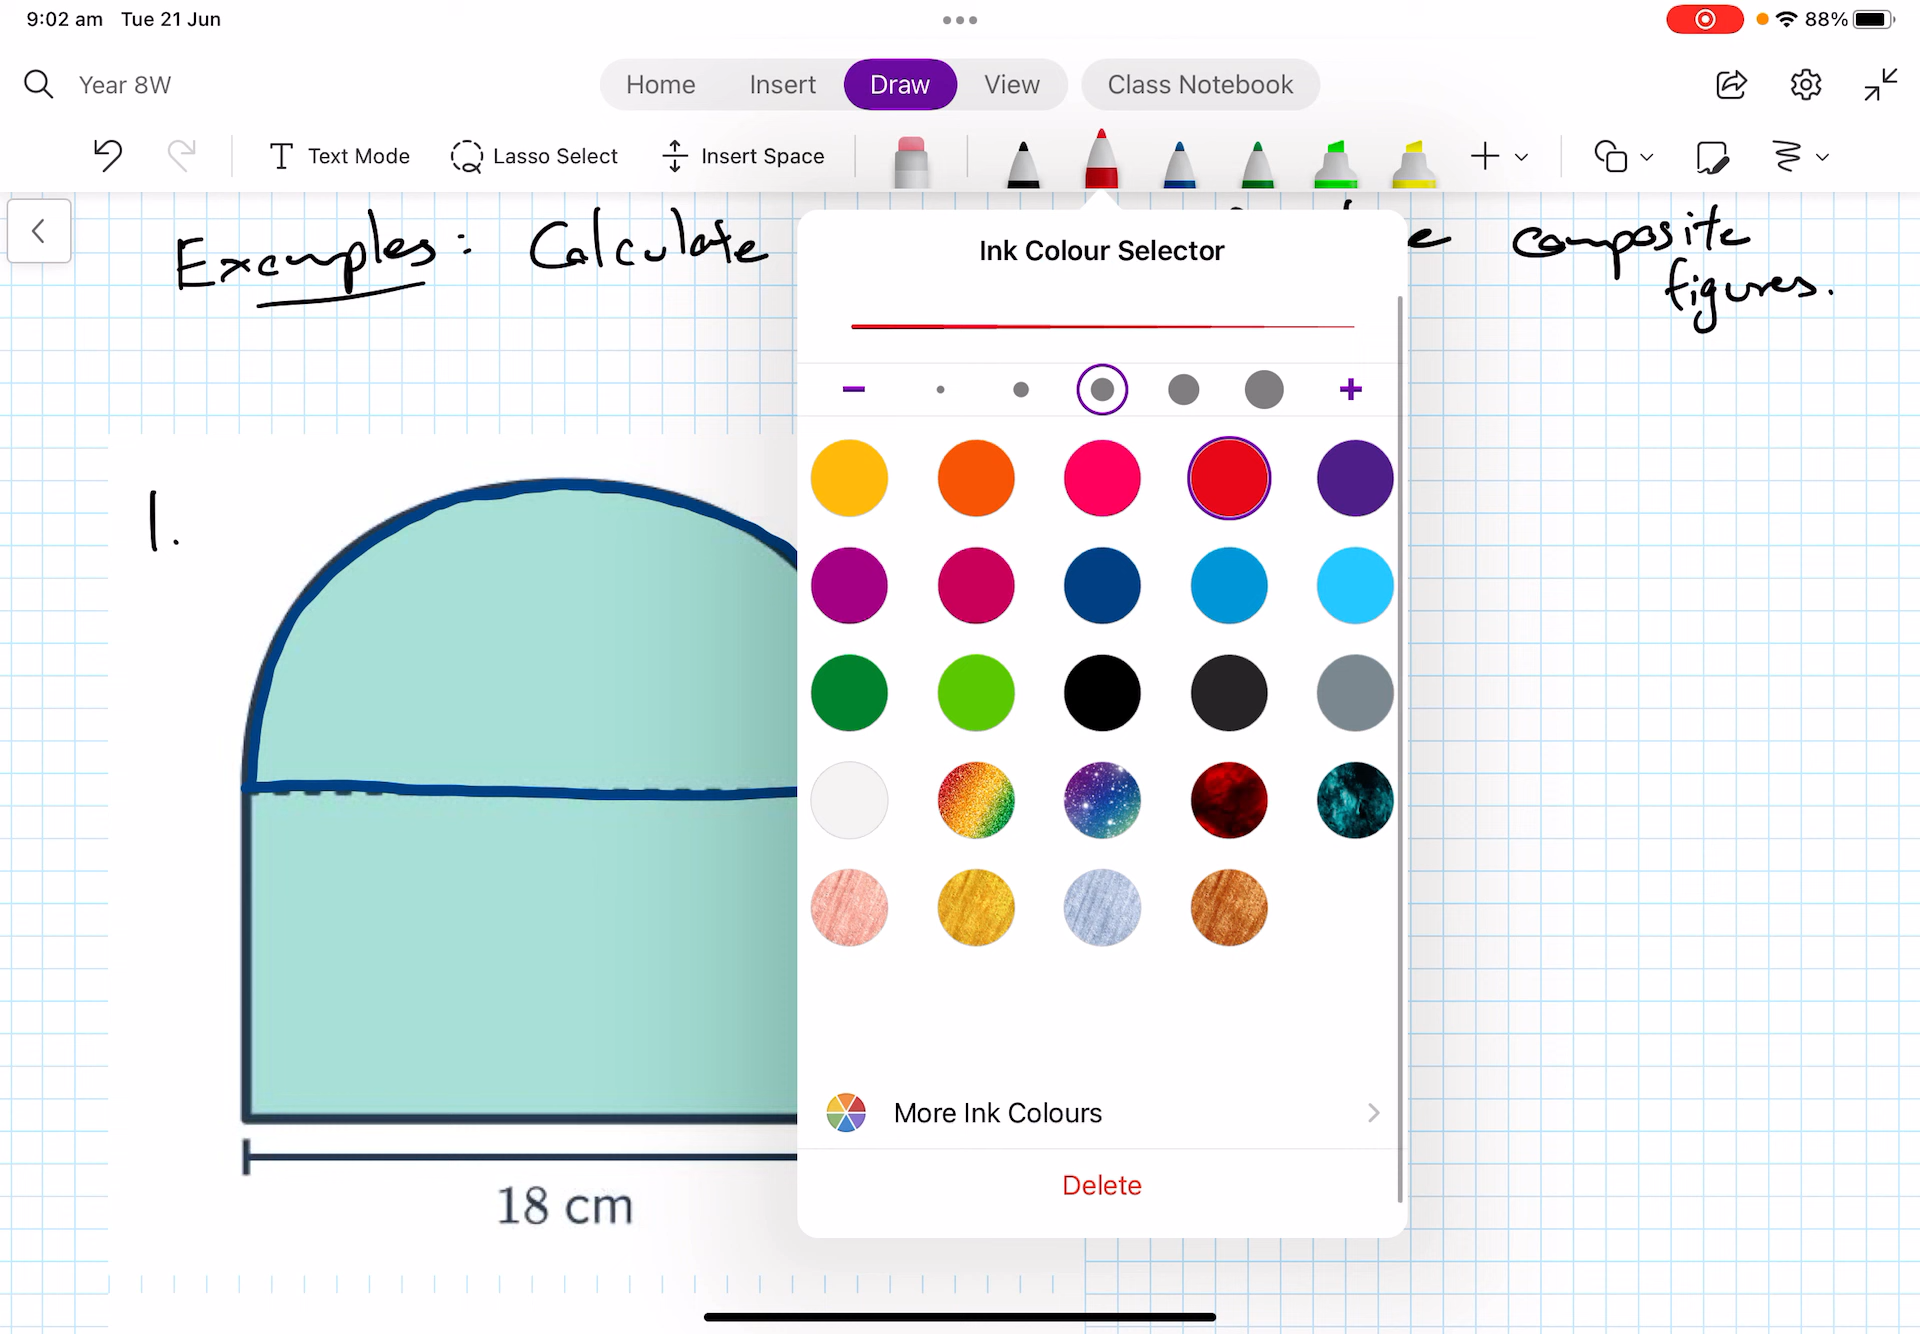 9:02 am Tue 21 Jun
88%
Year 8W
Home Insert Draw View Class Notebook
Text Mode Lasso Select Insert Space
Examples: Calculate
composite
figures.
Ink Colour Selector
1.
More Ink Colours
Delete
18 cm